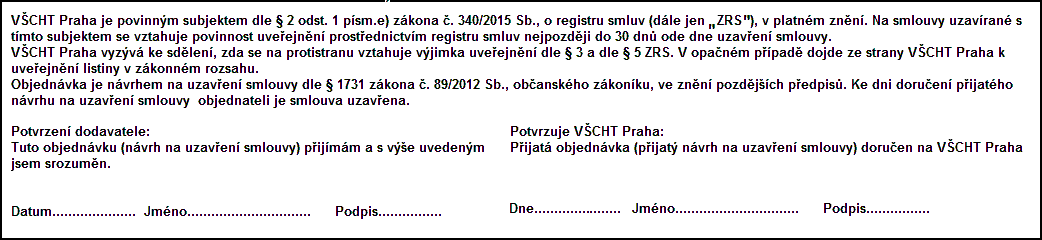 VŠCHT Praha je povinným subjektem dle § 2 odst. 1 písm.e) zákona č. 340/2015 Sb., o registru smluv (dále jen „ZRS"), v platném znění. Na smlouvy uzavírané s
tímto subjektem se vztahuje povinnost uveřejnění prostřednictvím registru smluv nejpozději do 30 dnů ode dne uzavření smlouvy.
VŠCHT Praha vyzývá ke sdělení, zda se na protistranu vztahuje výjimka uveřejnění dle § 3 a dle § 5 ZRS. V opačném případě dojde ze strany VŠCHT Praha k
uveřejnění listiny v zákonném rozsahu.
Objednávka je návrhem na uzavření smlouvy dle § 1731 zákona č. 89/2012 Sb., občanského zákoníku, ve znění pozdějších předpisů. Ke dni doručení přijatého
návrhu na uzavření smlouvy  objednateli je smlouva uzavřena.
Potvrzení dodavatele:
Tuto objednávku (návrh na uzavření smlouvy) přijímám a s výše uvedeným
jsem srozuměn.
Datum..................... Jméno............................... Podpis................
Potvrzuje VŠCHT Praha:
Přijatá objednávka (přijatý návrh na uzavření smlouvy) doručen na VŠCHT Praha
Dne...................... Jméno............................... Podpis................